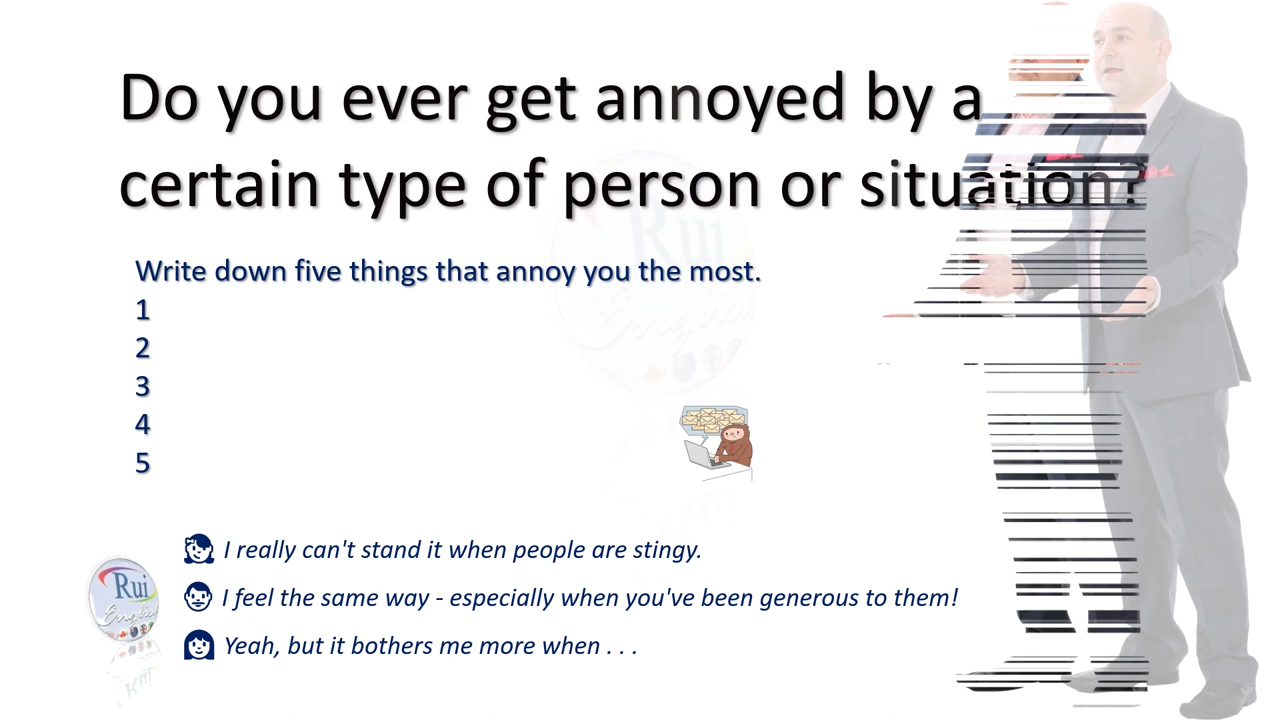 Do you ever get annoyed by a
certain type of person or situation?
Write down five things that annoy you the most.
1
2
3
4
5
I really can't stand it when people are stingy.
I feel the same way - especially when you've been generous to them!
Yeah, but it bothers me more when . . .
Rui
English